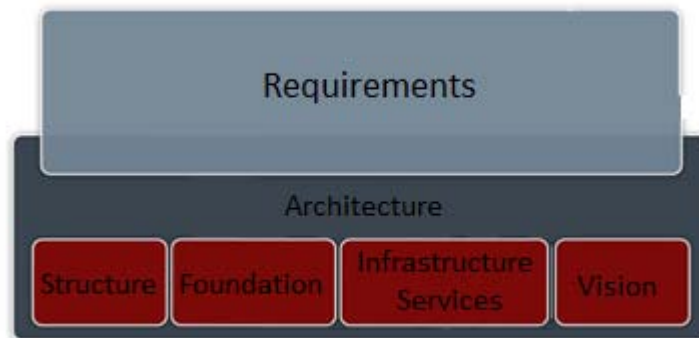 Requirements
Architecture
Structure Foundation Infrastructure Services Vision